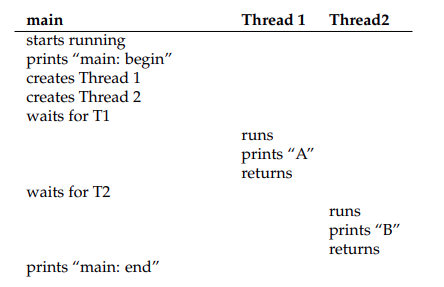 main Thread 1 Thread2
starts running
prints “main: begin”
creates Thread 1
creates Thread 2
waits for T1
runs
prints “A”
returns
waits for T2
runs
prints “B”
returns
prints “main: end”